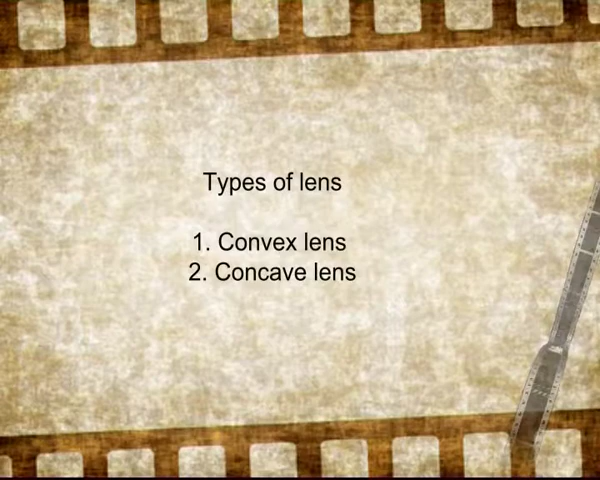 Types of lens
1. Convex lens
2. Concave lens